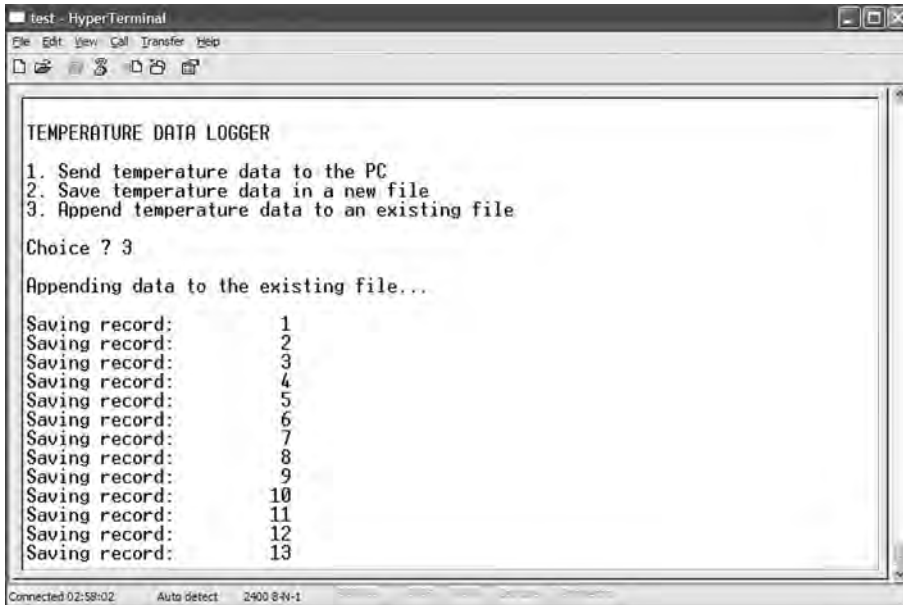 test - HyperTerminal
File Edit View Call Transfer Help
TEMPERATURE DATA LOGGER
1. Send temperature data to the PC
2. Save temperature data in a new file
3. Append temperature data to an existing file
Choice ? 3
Appending data to the existing file...
Saving record: 1
Saving record: 2
Saving record: 3
Saving record: 4
Saving record: 5
Saving record: 6
Saving record: 7
Saving record: 8
Saving record: 9
Saving record: 10
Saving record: 11
Saving record: 12
Saving record: 13
Connected 02:58:02 Auto detect 2400 8-N-1